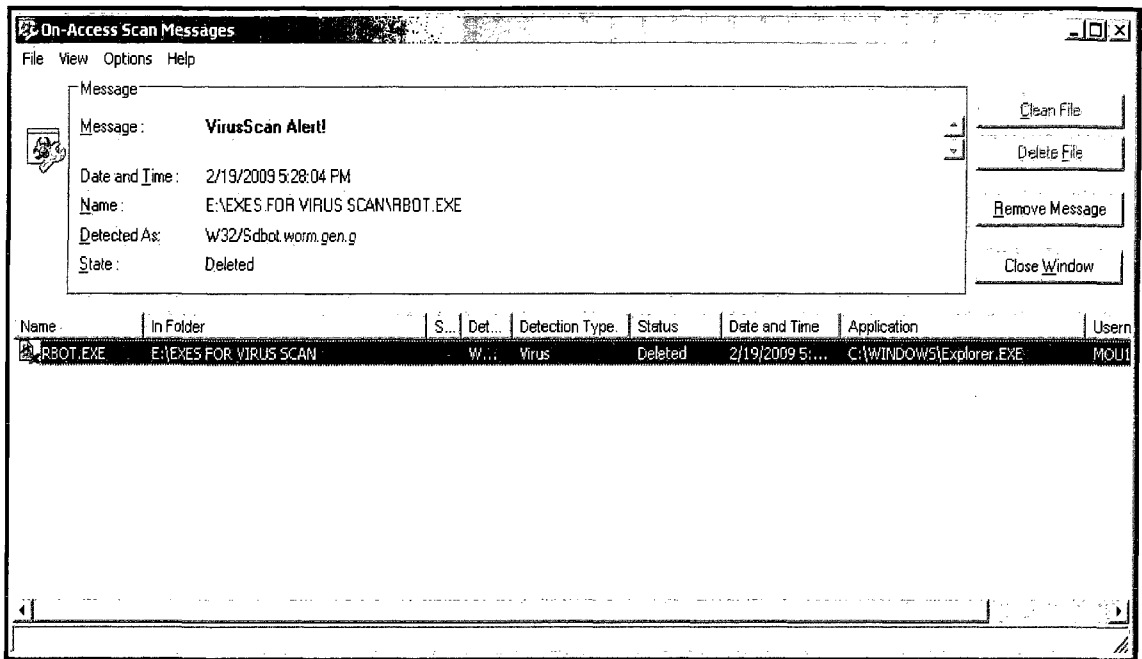 On-Access Scan Messages
File View Options Help
Message
Message: VirusScan Alert!
Date and Time: 2/19/2009 5:28:04 PM
Name: E:\EXES FOR VIRUS SCAN\RBOT.EXE
Detected As: W32/Sdbot.worm.gen.g
State: Deleted
Clean File
Delete File
Remove Message
Close Window
Name In Folder S... Det... Detection Type Status Date and Time Application Usern
RBOT.EXE E:\EXES FOR VIRUS SCAN - W... Virus Deleted 2/19/2009 5:... C:\WINDOWS\Explorer.EXE MOU1